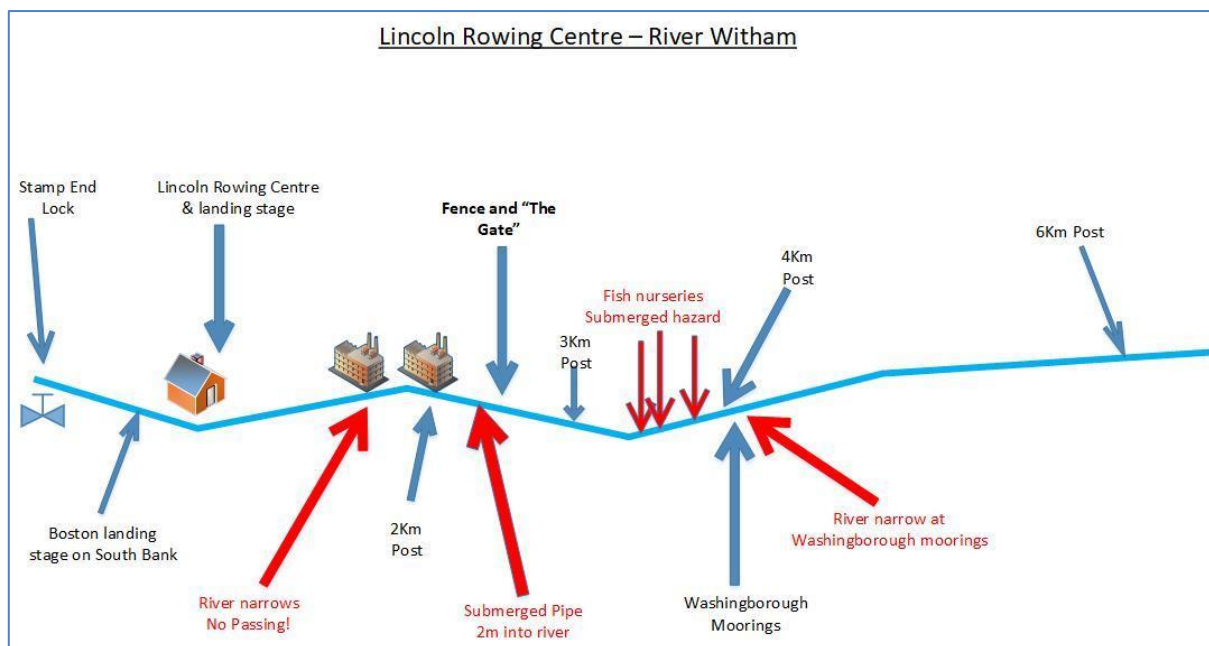 Lincoln Rowing Centre – River Witham
Stamp End
Lock
Lincoln Rowing Centre
& landing stage
Fence and “The
Gate”
6Km Post
4Km
Post
Fish nurseries
Submerged hazard
3Km
Post
Boston landing
stage on South Bank
2Km
Post
River narrow at
Washingborough moorings
River narrows
No Passing!
Submerged Pipe
2m into river
Washingborough
Moorings